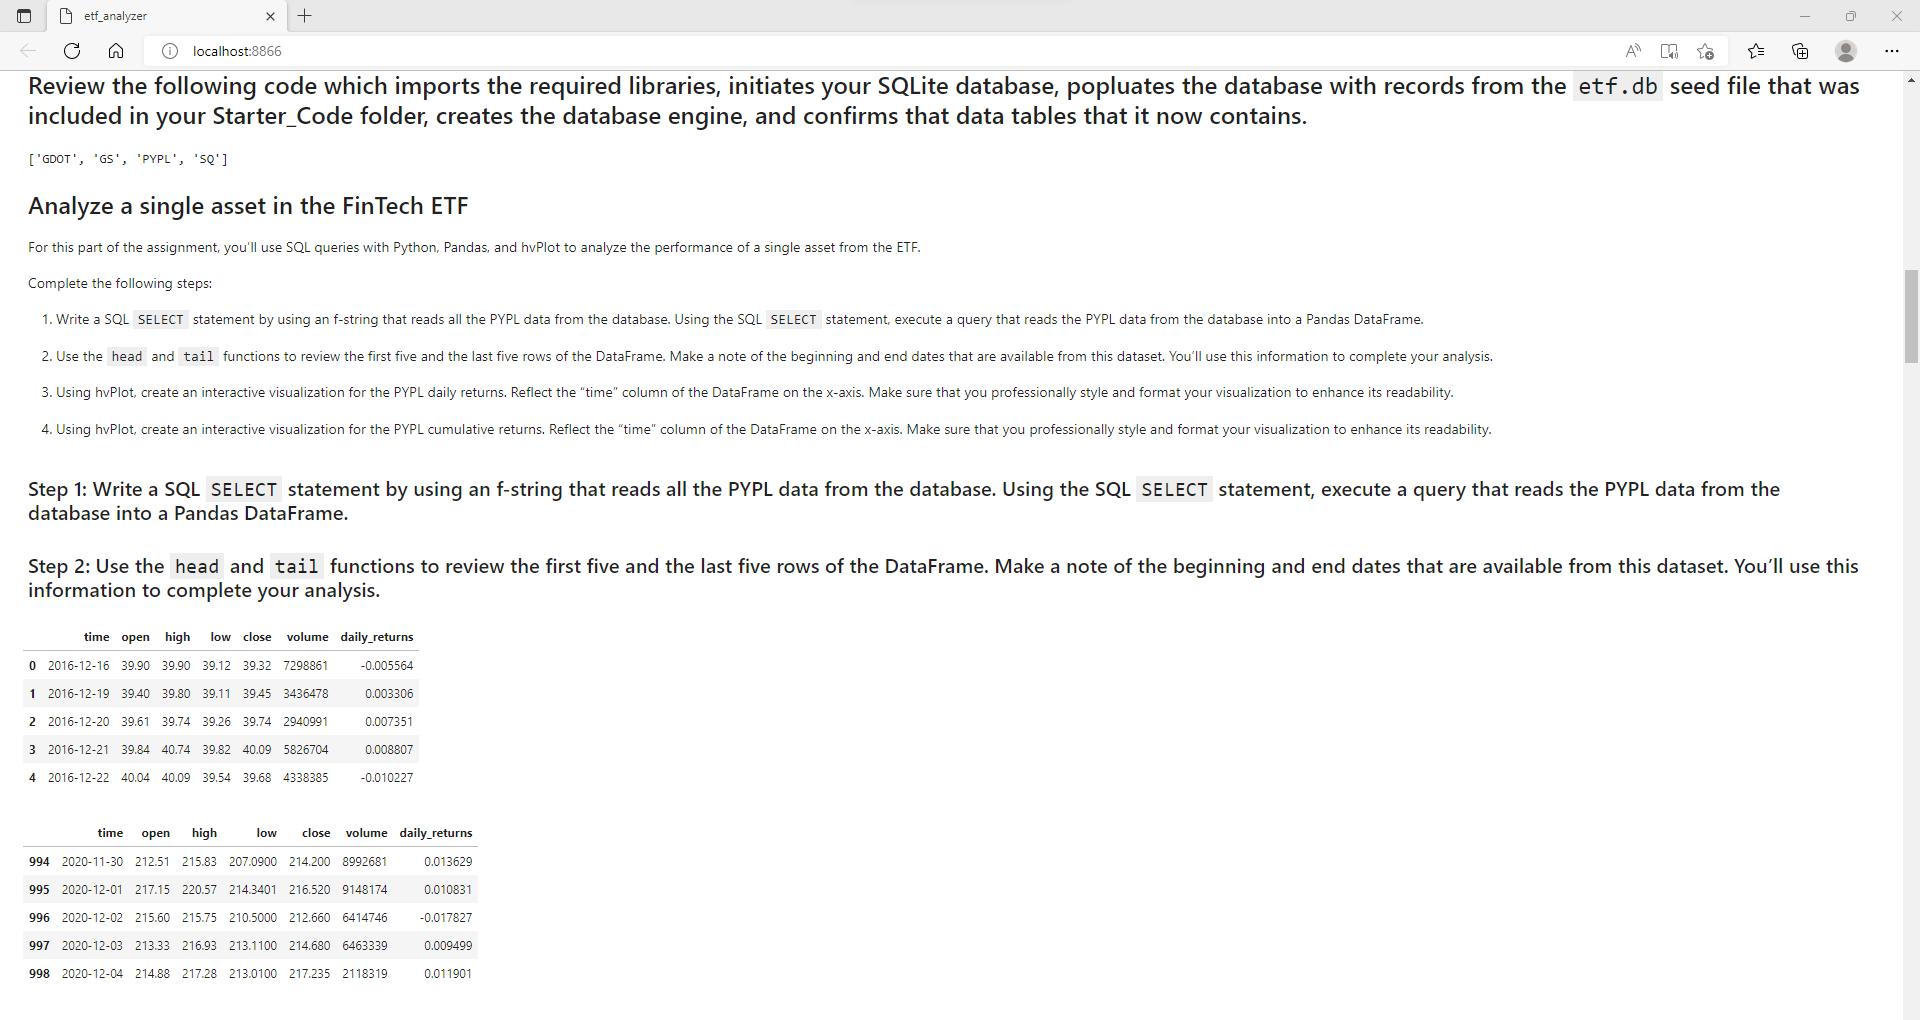 etf_analyzer
localhost:8866
Review the following code which imports the required libraries, initiates your SQLite database, popluates the database with records from the etf.db seed file that was
included in your Starter_Code folder, creates the database engine, and confirms that data tables that it now contains.
['GDOT', 'GS', 'PYPL', 'SQ']
Analyze a single asset in the FinTech ETF
For this part of the assignment, you’ll use SQL queries with Python, Pandas, and hvPlot to analyze the performance of a single asset from the ETF.
Complete the following steps:
1. Write a SQL SELECT statement by using an f-string that reads all the PYPL data from the database. Using the SQL SELECT statement, execute a query that reads the PYPL data from the database into a Pandas DataFrame.
2. Use the head and tail functions to review the first five and the last five rows of the DataFrame. Make a note of the beginning and end dates that are available from this dataset. You’ll use this information to complete your analysis.
3. Using hvPlot, create an interactive visualization for the PYPL daily returns. Reflect the “time” column of the DataFrame on the x-axis. Make sure that you professionally style and format your visualization to enhance its readability.
4. Using hvPlot, create an interactive visualization for the PYPL cumulative returns. Reflect the “time” column of the DataFrame on the x-axis. Make sure that you professionally style and format your visualization to enhance its readability.
Step 1: Write a SQL SELECT statement by using an f-string that reads all the PYPL data from the database. Using the SQL SELECT statement, execute a query that reads the PYPL data from the
database into a Pandas DataFrame.
Step 2: Use the head and tail functions to review the first five and the last five rows of the DataFrame. Make a note of the beginning and end dates that are available from this dataset. You’ll use this
information to complete your analysis.
time open high low close volume daily_returns
0 2016-12-16 39.90 39.90 39.12 39.32 7298861 -0.005564
1 2016-12-19 39.40 39.80 39.11 39.45 3436478 0.003306
2 2016-12-20 39.61 39.74 39.26 39.74 2940991 0.007351
3 2016-12-21 39.84 40.74 39.82 40.09 5826704 0.008807
4 2016-12-22 40.04 40.09 39.54 39.68 4338385 -0.010227
time open high low close volume daily_returns
994 2020-11-30 212.51 215.83 207.0900 214.200 8992681 0.013629
995 2020-12-01 217.15 220.57 214.3401 216.520 9148174 0.010831
996 2020-12-02 215.60 215.75 210.5000 212.660 6414746 -0.017827
997 2020-12-03 213.33 216.93 213.1100 214.680 6463339 0.009499
998 2020-12-04 214.88 217.28 213.0100 217.235 2118319 0.011901